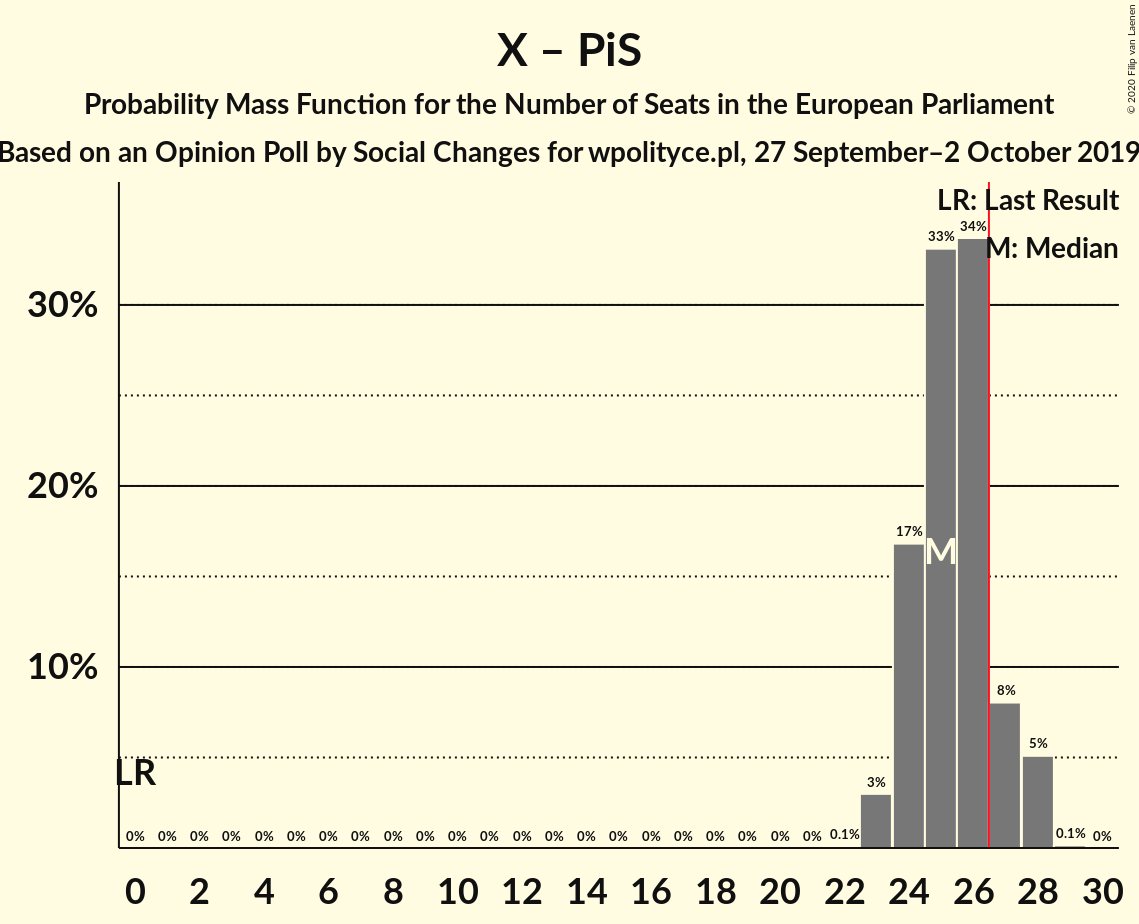 X – PiS
Probability Mass Function for the Number of Seats in the European Parliament
Based on an Opinion Poll by Social Changes for wpolityce.pl, 27 September–2 October 2019
© 2020 Filip van Laenen
LR: Last Result
M: Median
30%
20%
10%
LR
M
0% 0% 0% 0% 0% 0% 0% 0% 0% 0% 0% 0% 0% 0% 0% 0% 0% 0% 0% 0% 0% 0% 0.1% 3% 17% 33% 34% 8% 5% 0.1% 0%
0 2 4 6 8 10 12 14 16 18 20 22 24 26 28 30